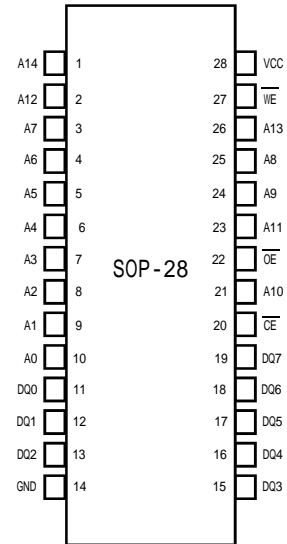 A14 1 28 VCC
A12 2 27 WE
A7 3 26 A13
A6 4 25 A8
A5 5 24 A9
A4 6 23 A11
A3 7 22 OE
SOP-28
A2 8 21 A10
A1 9 20 CE
A0 10 19 DQ7
DQ0 11 18 DQ6
DQ1 12 17 DQ5
DQ2 13 16 DQ4
GND 14 15 DQ3